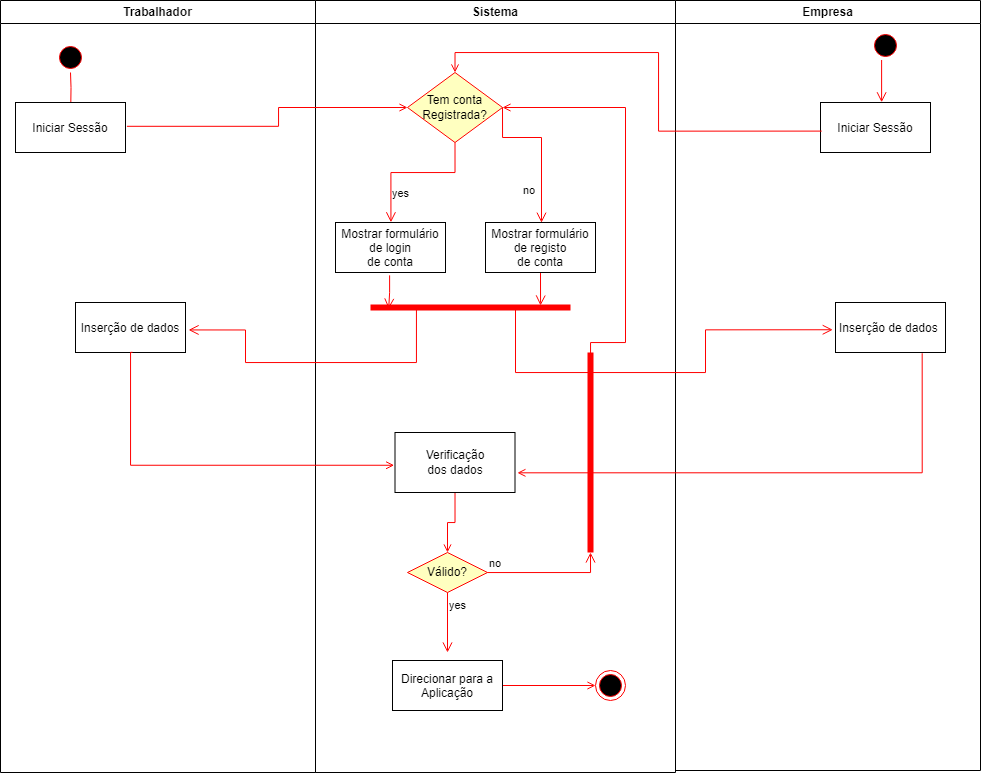 Trabalhador
Sistema
Empresa
Tem conta
Registrada?
Iniciar Sessão
Iniciar Sessão
yes
no
Mostrar formulário
de login
de conta
Mostrar formulário
de registo
de conta
Inserção de dados
Inserção de dados
Verificação
dos dados
Válido?
no
yes
Direcionar para a
Aplicação